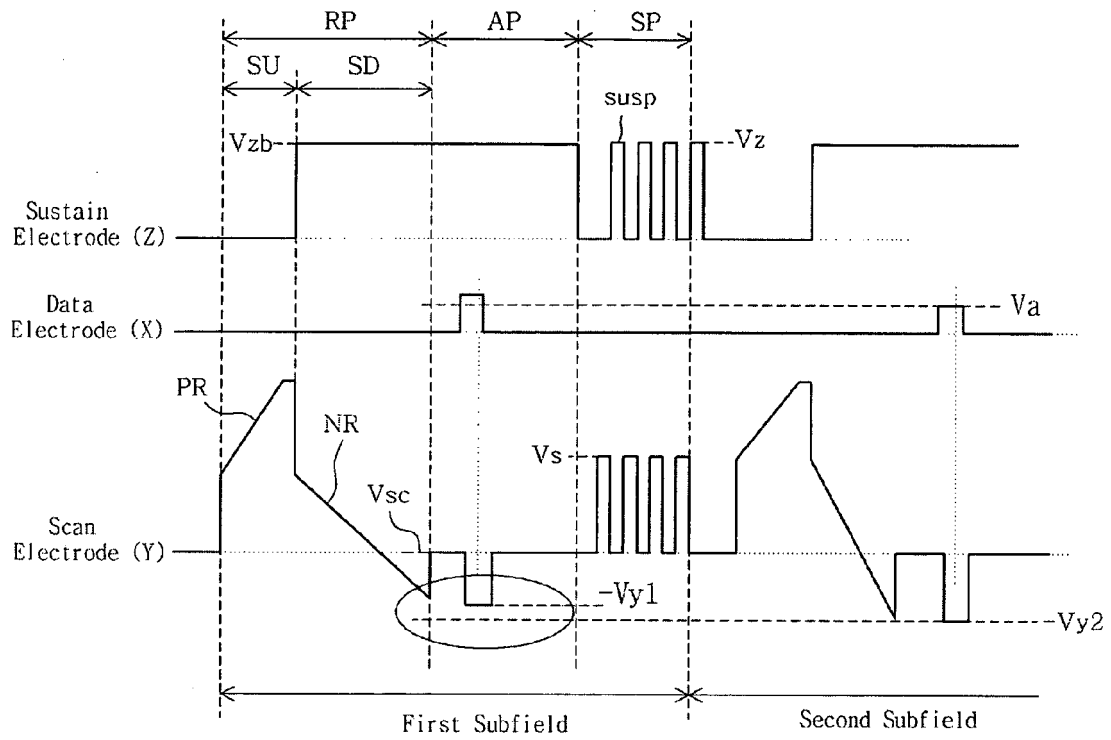 RP AP SP
SU SD
susp
Vzb Vz
Sustain
Electrode (Z)
Data
Electrode (X)
Va
PR
NR
Vs
Vsc
Scan
Electrode (Y)
-Vy1
Vy2
First Subfield Second Subfield